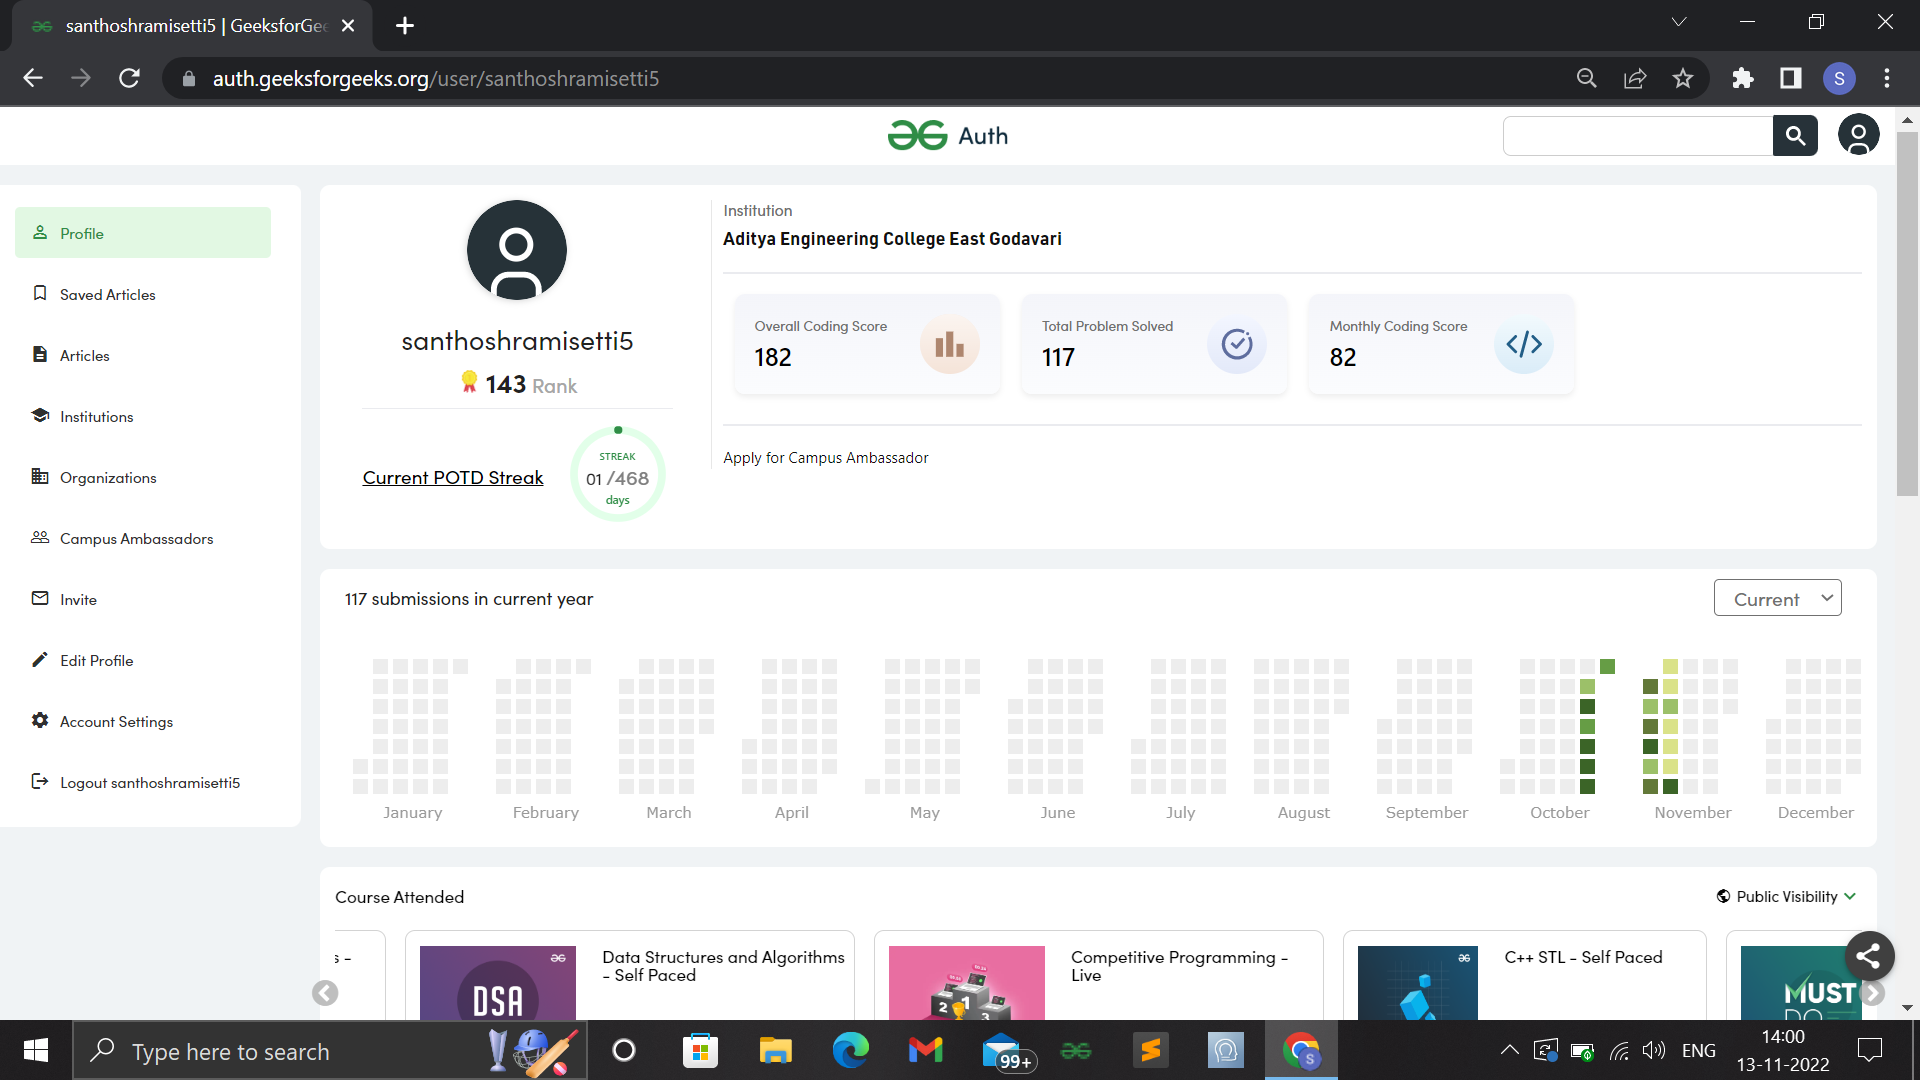 santhoshramisetti5 | GeeksforGee
auth.geeksforgeeks.org/user/santhoshramisetti5
S
Auth
Profile
Saved Articles
Articles
Institutions
Organizations
Campus Ambassadors
Invite
Edit Profile
Account Settings
Logout santhoshramisetti5
santhoshramisetti5
143 Rank
Current POTD Streak
STREAK
01 /468
days
Institution
Aditya Engineering College East Godavari
Overall Coding Score
182
Total Problem Solved
117
Monthly Coding Score
82
Apply for Campus Ambassador
117 submissions in current year
Current
January February March April May June July August September October November December
Course Attended
Public Visibility
s -
DSA
Data Structures and Algorithms
- Self Paced
2 1 3
Competitive Programming -
Live
C++ STL - Self Paced
MUST
DO
Type here to search
99+
S
ENG
14:00
13-11-2022